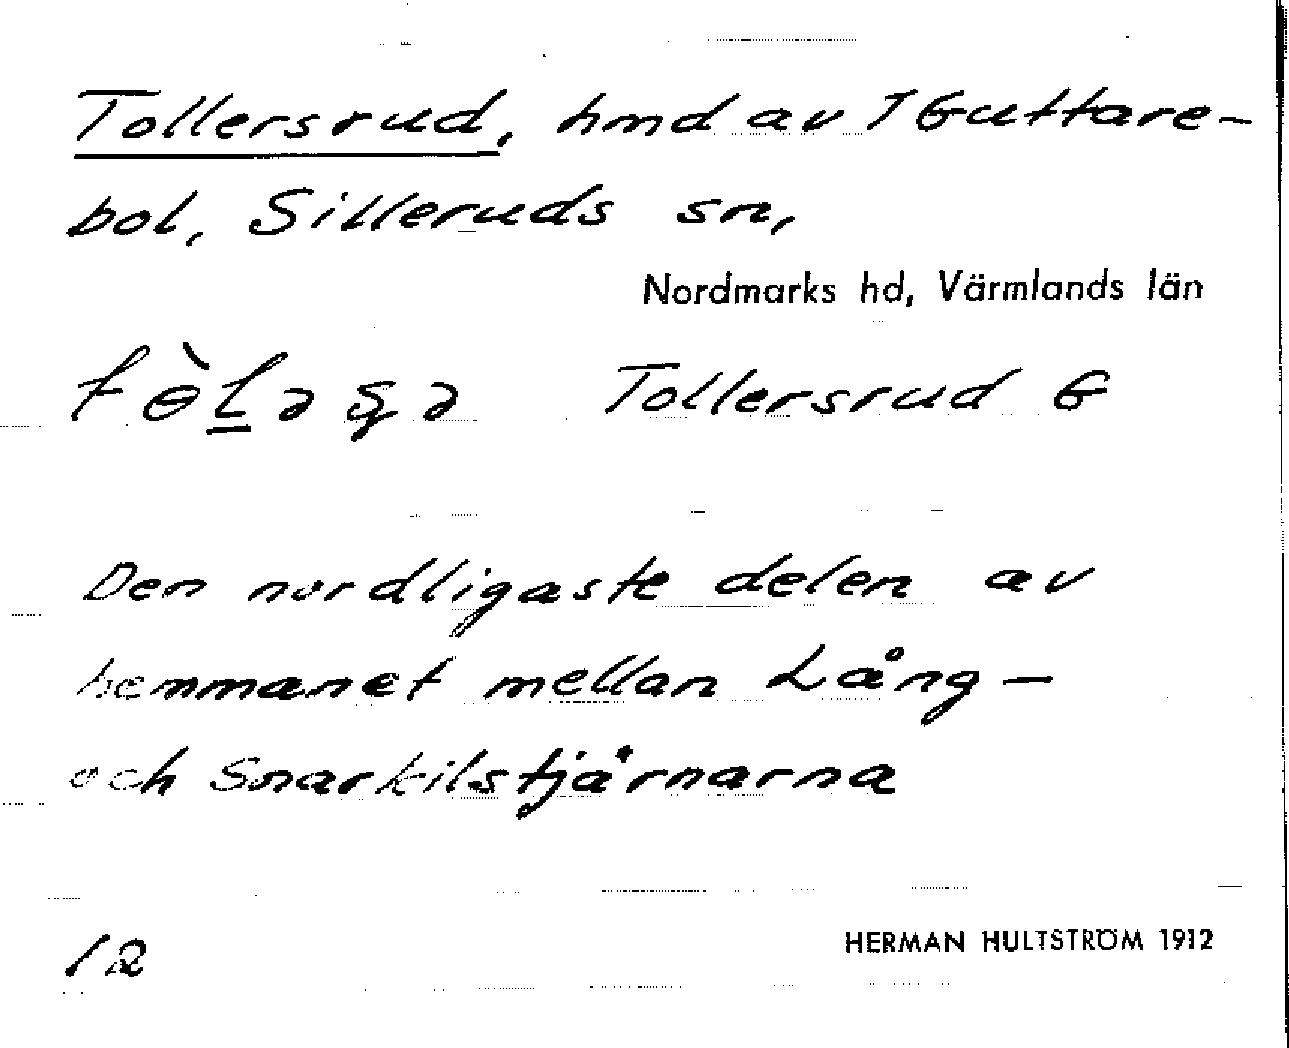 Tollersrud, hmd av 1 Guttare-
bol, Silleruds sn,
Nordmarks hd, Värmlands län
Tollersrud G
Den nordligaste delen av
hemmanet mellan Lång-
och Snarkilstjärnarna
12
HERMAN HULTSTRÖM 1912